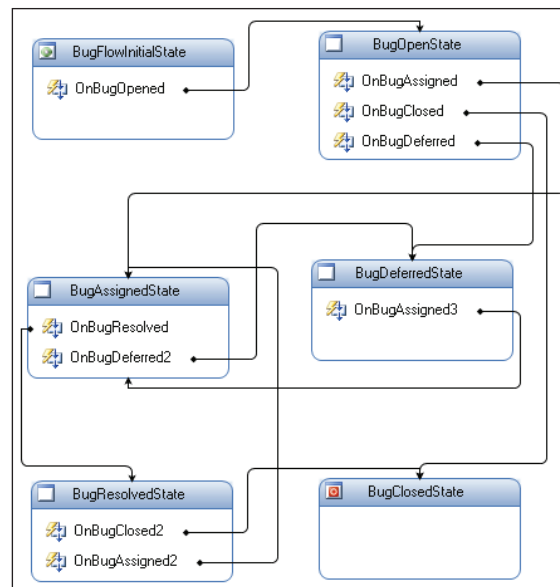 BugFlowInitialState
OnBugOpened
BugOpenState
OnBugAssigned
OnBugClosed
OnBugDeferred
BugAssignedState
OnBugResolved
OnBugDeferred2
BugDeferredState
OnBugAssigned3
BugResolvedState
OnBugClosed2
OnBugAssigned2
BugClosedState